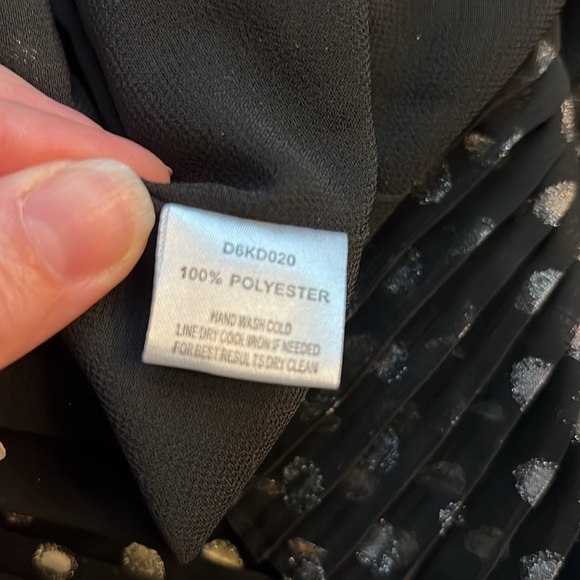 D6KD020
100% POLYESTER
HAND WASH COLD
LINE DRY COOL IRON IF NEEDED
FOR BEST RESULTS DRY CLEAN